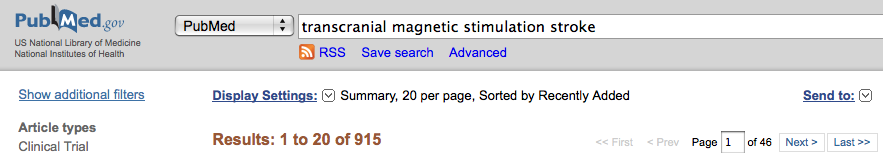 PubMed.gov
US National Library of Medicine
National Institutes of Health
PubMed
transcranial magnetic stimulation stroke
RSS Save search Advanced
Show additional filters
Display Settings: Summary, 20 per page, Sorted by Recently Added
Send to:
Article types
Clinical Trial
Results: 1 to 20 of 915
<< First < Prev Page 1 of 46 Next > Last >>